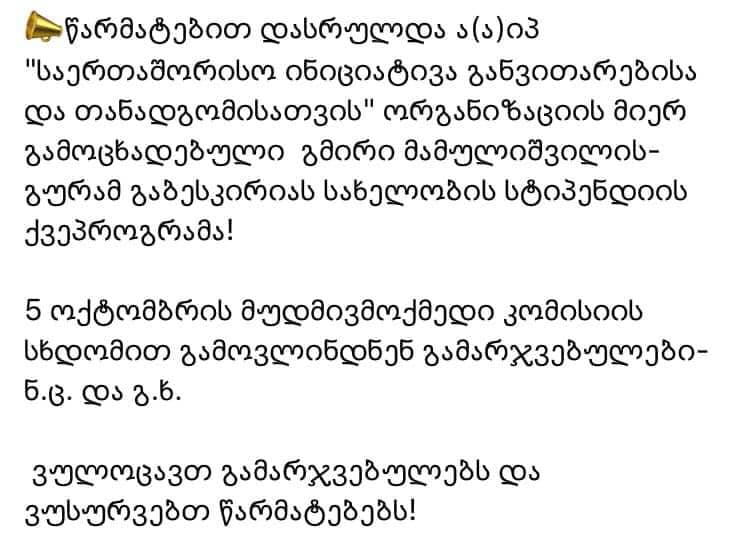 📣წარმატებით დასრულდა ა(ა)იპ
"საერთაშორისო ინიციატივა განვითარებისა
და თანადგომისათვის" ორგანიზაციის მიერ
გამოცხადებული გმირი მამულიშვილის-
გურამ გაბესკირიას სახელობის სტიპენდიის
ქვეპროგრამა!
5 ოქტომბრის მუდმივმოქმედი კომისიის
სხდომით გამოვლინდნენ გამარჯვებულები-
ნ.ც. და გ.ხ.
ვულოცავთ გამარჯვებულებს და
ვუსურვებთ წარმატებებს!